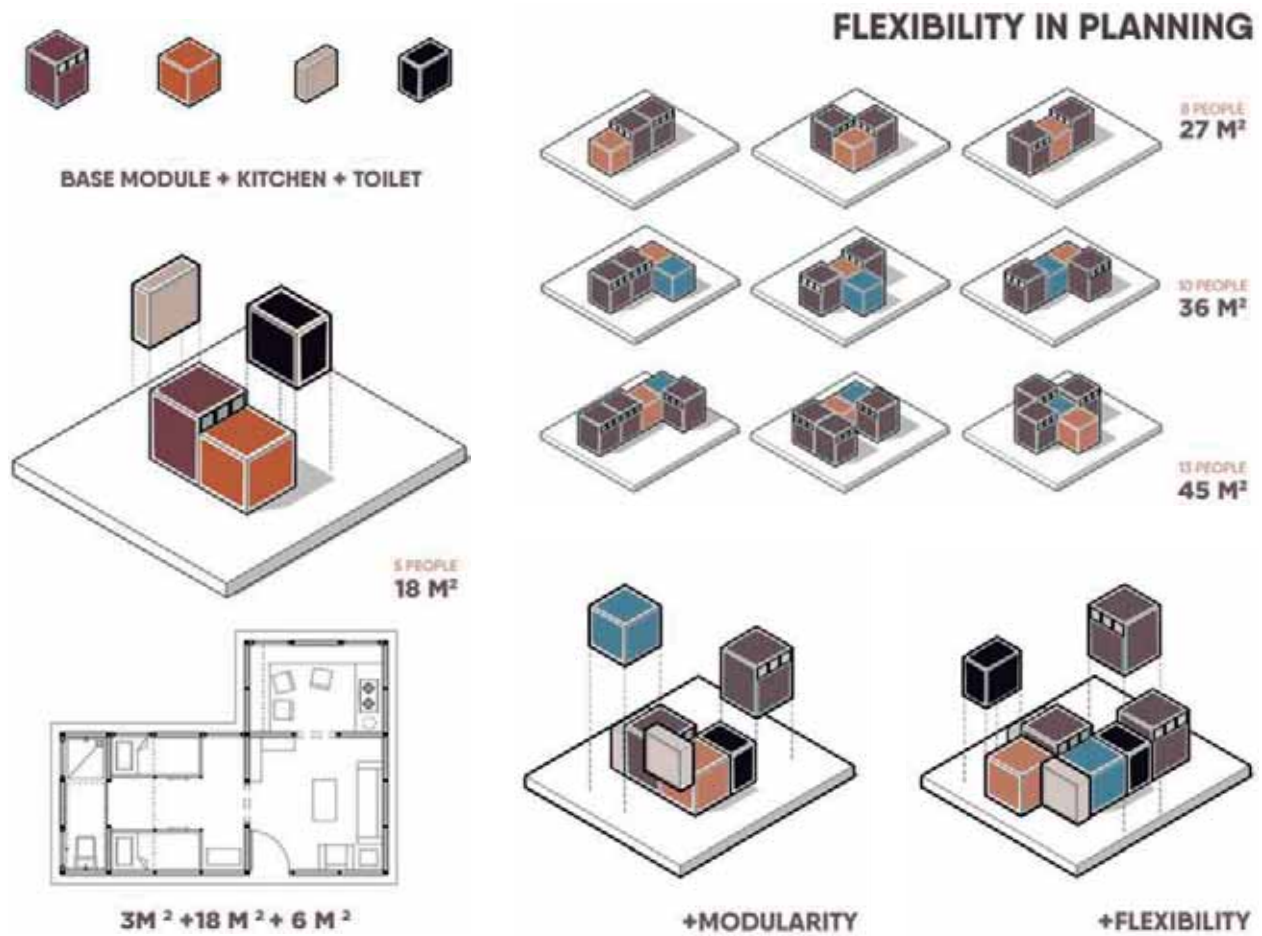 FLEXIBILITY IN PLANNING
BASE MODULE + KITCHEN + TOILET
8 PEOPLE
27 M²
10 PEOPLE
36 M²
13 PEOPLE
45 M²
5 PEOPLE
18 M²
3M ² +18 M ² + 6 M ²
+MODULARITY
+FLEXIBILITY